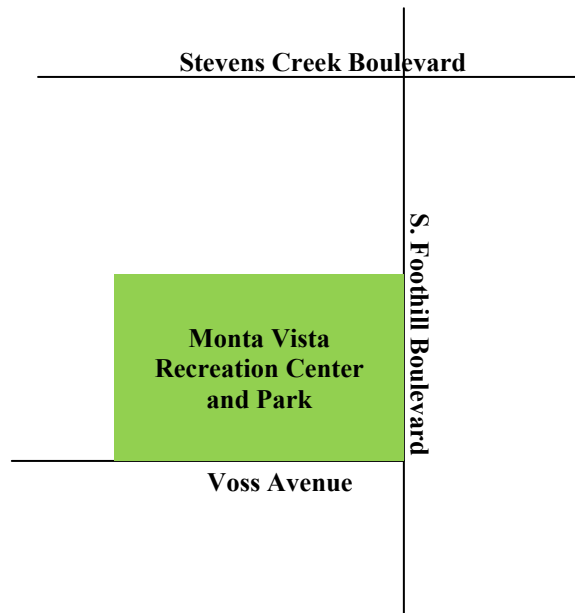 Stevens Creek Boulevard
S. Foothill Boulevard
Monta Vista
Recreation Center
and Park
Voss Avenue